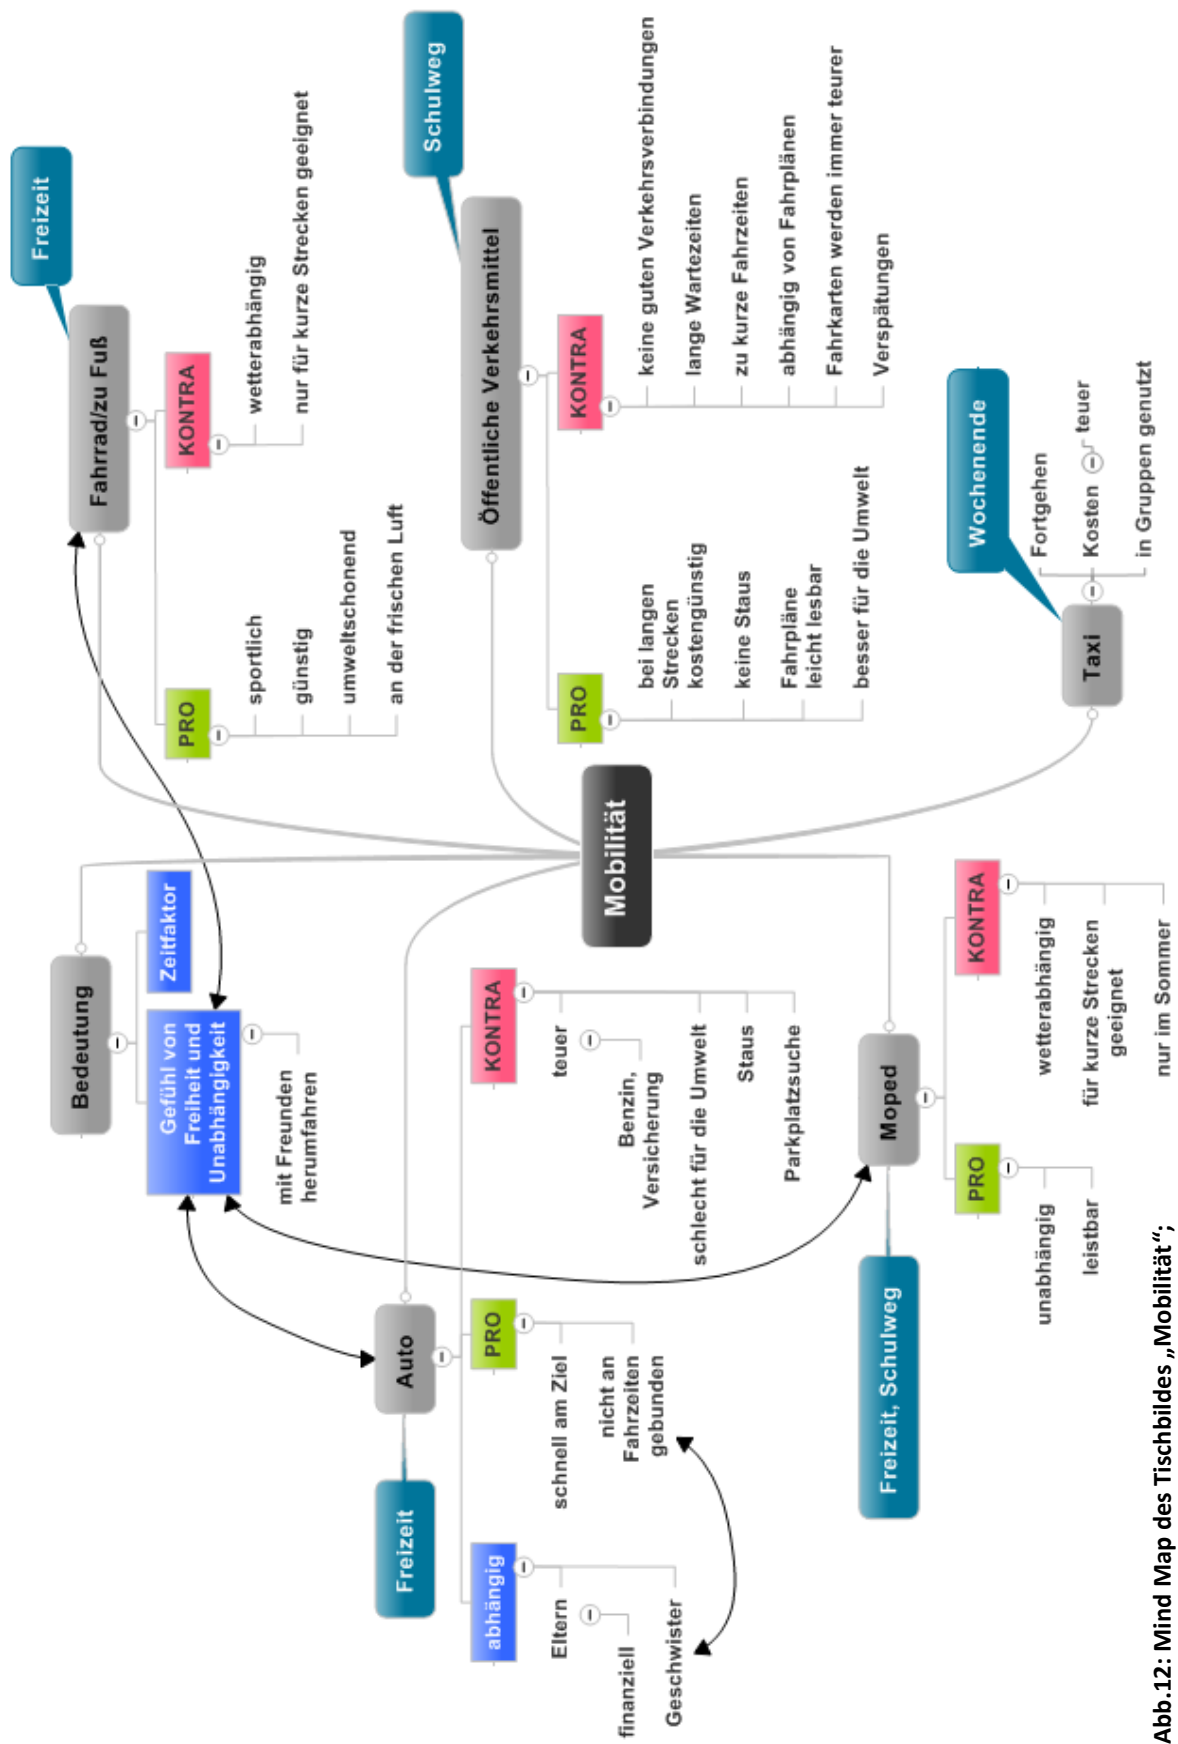 Mobilität
Bedeutung
Gefühl von
Freiheit und
Unabhängigkeit
mit Freunden
herumfahren
Zeitfaktor
Freizeit
Fahrrad/zu Fuß
PRO
sportlich
günstig
umweltschonend
an der frischen Luft
KONTRA
wetterabhängig
nur für kurze Strecken geeignet
Freizeit
Auto
abhängig
Eltern
finanziell
Geschwister
PRO
schnell am Ziel
nicht an
Fahrzeiten
gebunden
KONTRA
teuer
Benzin,
Versicherung
schlecht für die Umwelt
Staus
Parkplatzsuche
Schulweg
Öffentliche Verkehrsmittel
PRO
bei langen
Strecken
kostengünstig
keine Staus
Fahrpläne
leicht lesbar
besser für die Umwelt
KONTRA
keine guten Verkehrsverbindungen
lange Wartezeiten
zu kurze Fahrzeiten
abhängig von Fahrplänen
Fahrkarten werden immer teurer
Verspätungen
Freizeit, Schulweg
Moped
PRO
unabhängig
leistbar
KONTRA
wetterabhängig
für kurze Strecken
geeignet
nur im Sommer
Wochenende
Taxi
Fortgehen
Kosten
teuer
in Gruppen genutzt
Abb.12: Mind Map des Tischbildes „Mobilität“;